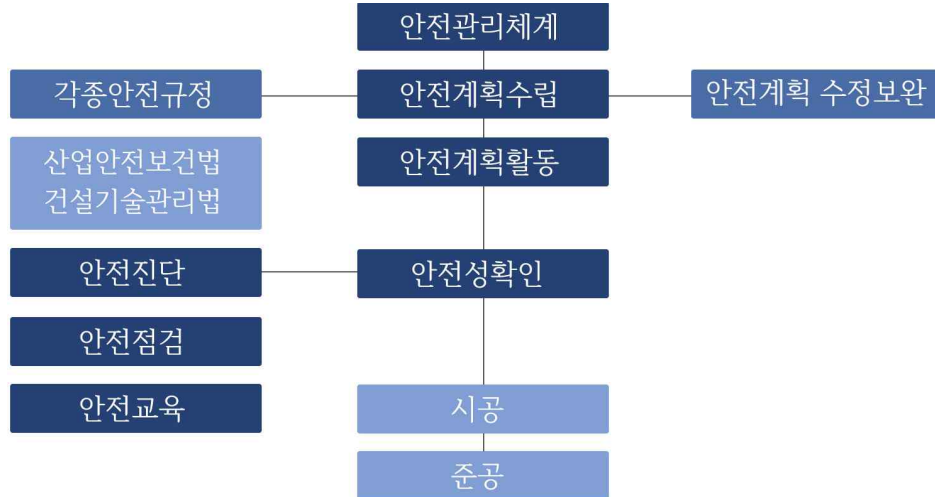 안전관리체계
각종안전규정
안전계획수립
안전계획 수정보완
산업안전보건법
건설기술관리법
안전계획활동
안전진단
안전성확인
안전점검
안전교육
시공
준공